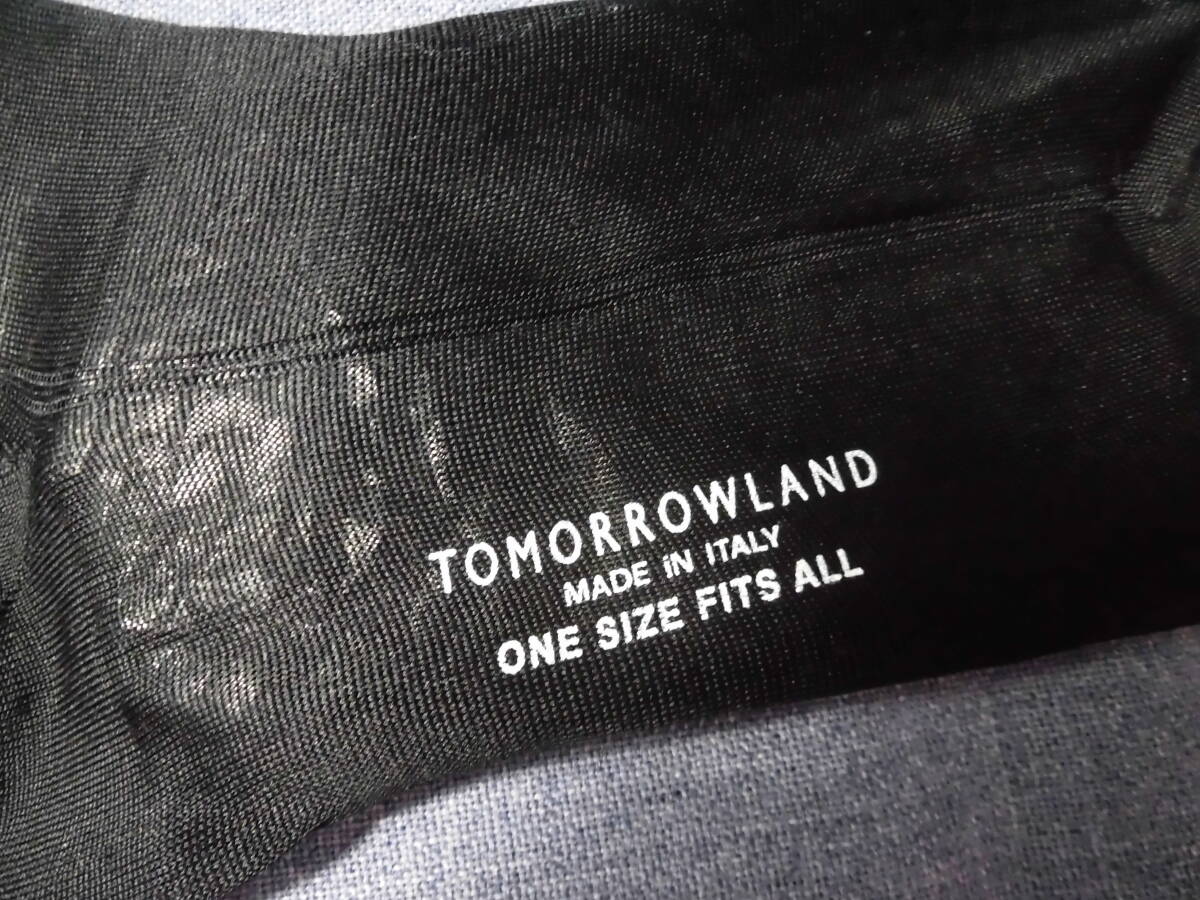 TOMORROWLAND
MADE IN ITALY
ONE SIZE FITS ALL